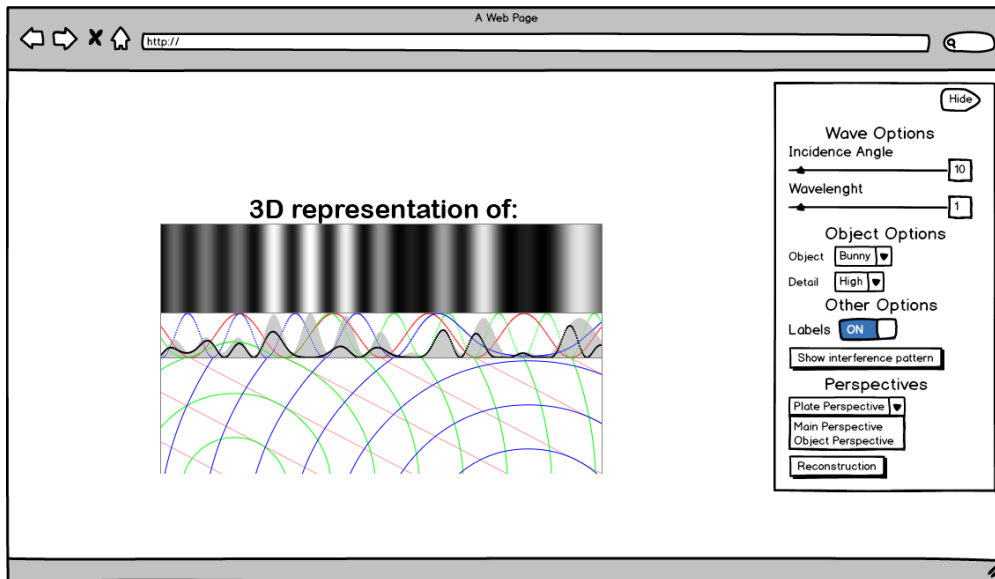 A Web Page
http://
Hide
Wave Options
Incidence Angle
10
Wavelenght
1
3D representation of:
Object Options
Object Bunny
Detail High
Other Options
Labels ON
Show interference pattern
Perspectives
Plate Perspective
Main Perspective
Object Perspective
Reconstruction